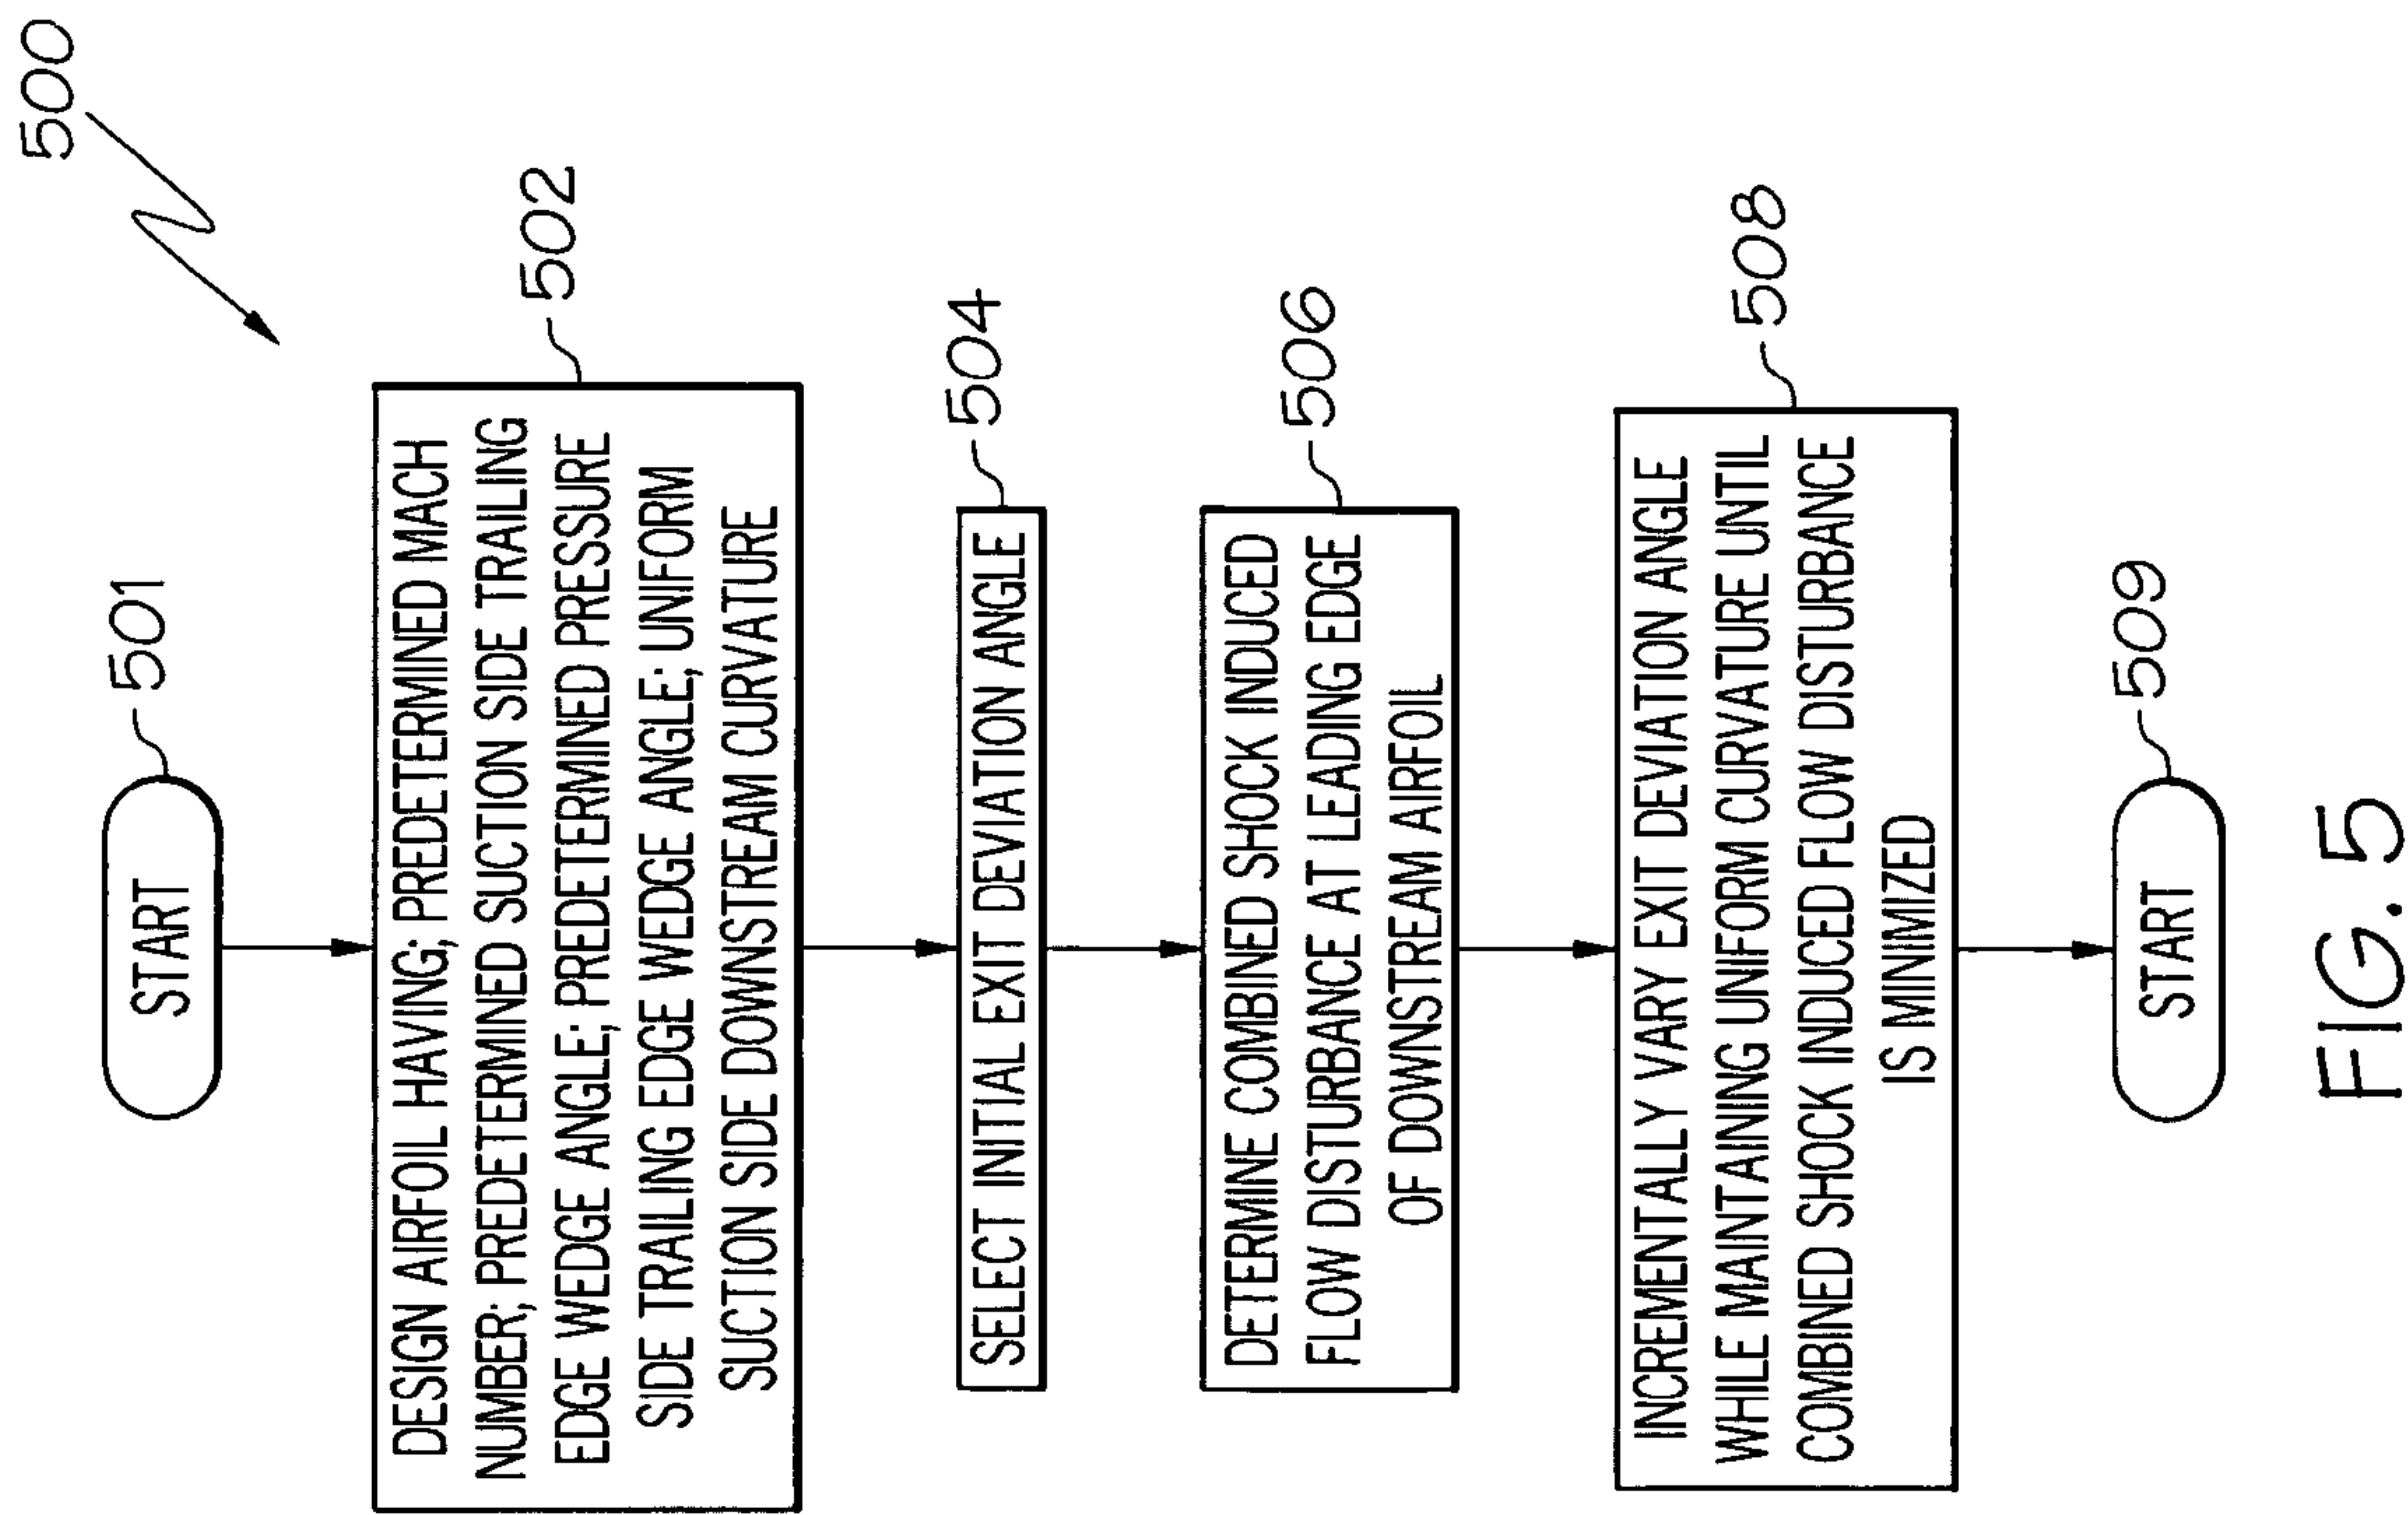 500
START
501
DESIGN AIRFOIL HAVING; PREDETERMINED MACH
NUMBER; PREDETERMINED SUCTION SIDE TRAILING
EDGE WEDGE ANGLE; PREDETERMINED PRESSURE
SIDE TRAILING EDGE WEDGE ANGLE; UNIFORM
SUCTION SIDE DOWNSTREAM CURVATURE
502
SELECT INITIAL EXIT DEVIATION ANGLE
504
DETERMINE COMBINED SHOCK INDUCED
FLOW DISTURBANCE AT LEADING EDGE
OF DOWNSTREAM AIRFOIL
506
INCREMENTALLY VARY EXIT DEVIATION ANGLE
WHILE MAINTAINING UNIFORM CURVATURE UNTIL
COMBINED SHOCK INDUCED FLOW DISTURBANCE
IS MINIMIZED
508
START
509
FIG. 5